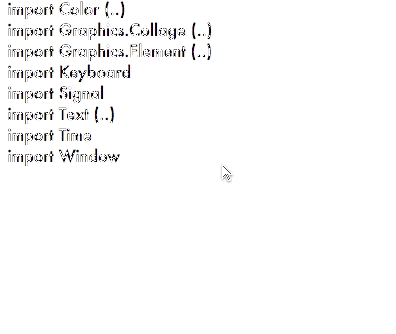 import Color (..)
import Graphics.Collage (..)
import Graphics.Element (..)
import Keyboard
import Signal
import Text (..)
import Time
import Window